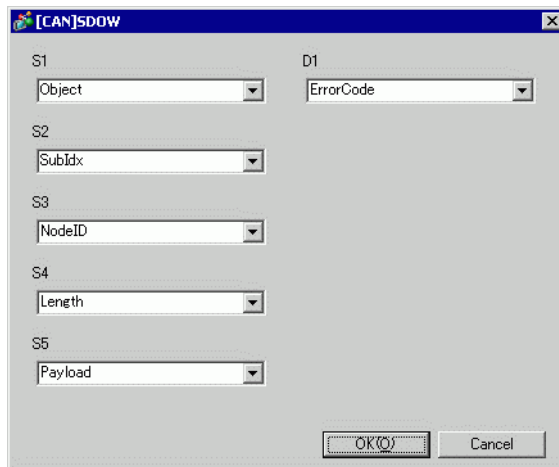 [CAN]SDOW
S1
D1
Object
ErrorCode
S2
SubIdx
S3
NodeID
S4
Length
S5
Payload
OK(O)
Cancel